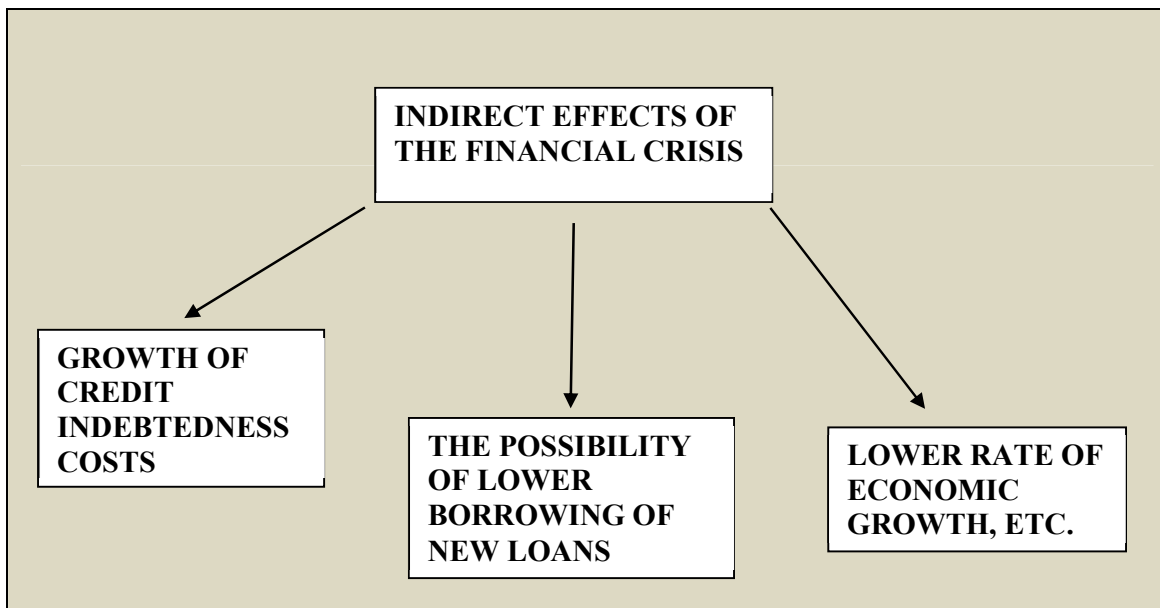 INDIRECT EFFECTS OF
THE FINANCIAL CRISIS
GROWTH OF
CREDIT
INDEBTEDNESS
COSTS
THE POSSIBILITY
OF LOWER
BORROWING OF
NEW LOANS
LOWER RATE OF
ECONOMIC
GROWTH, ETC.